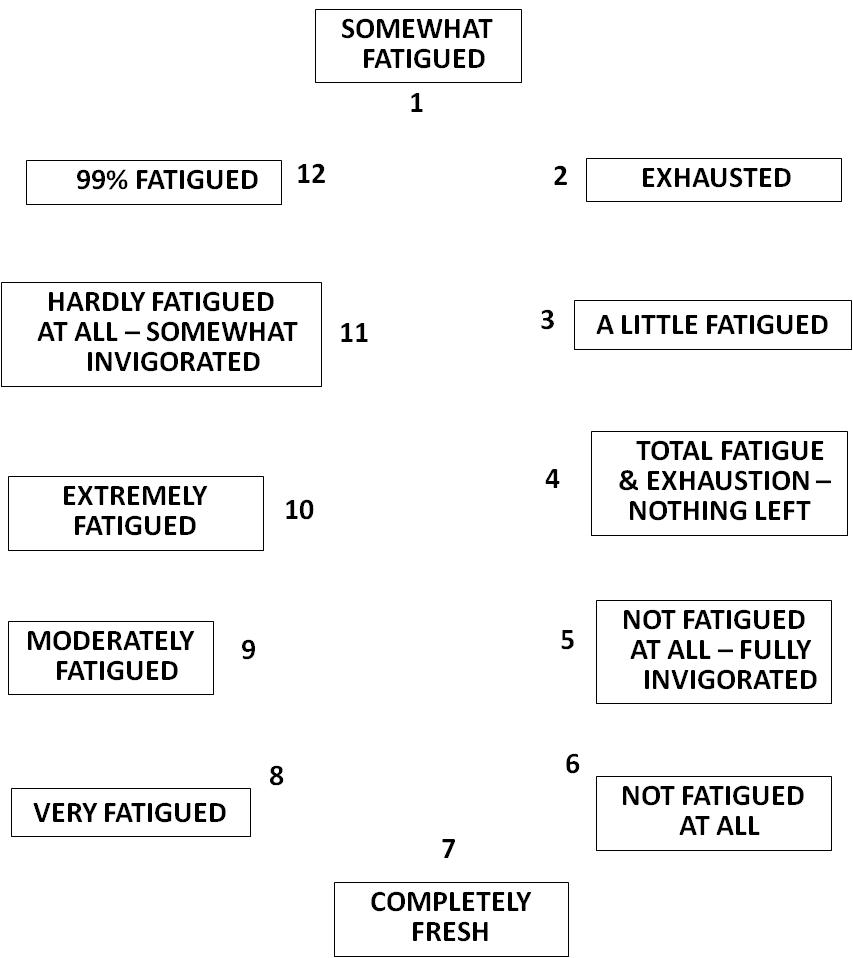 SOMEWHAT
FATIGUED
1
EXHAUSTED
2
A LITTLE FATIGUED
3
TOTAL FATIGUE
& EXHAUSTION –
NOTHING LEFT
4
NOT FATIGUED
AT ALL – FULLY
INVIGORATED
5
NOT FATIGUED
AT ALL
6
COMPLETELY
FRESH
7
VERY FATIGUED
8
MODERATELY
FATIGUED
9
EXTREMELY
FATIGUED
10
HARDLY FATIGUED
AT ALL – SOMEWHAT
INVIGORATED
11
99% FATIGUED
12